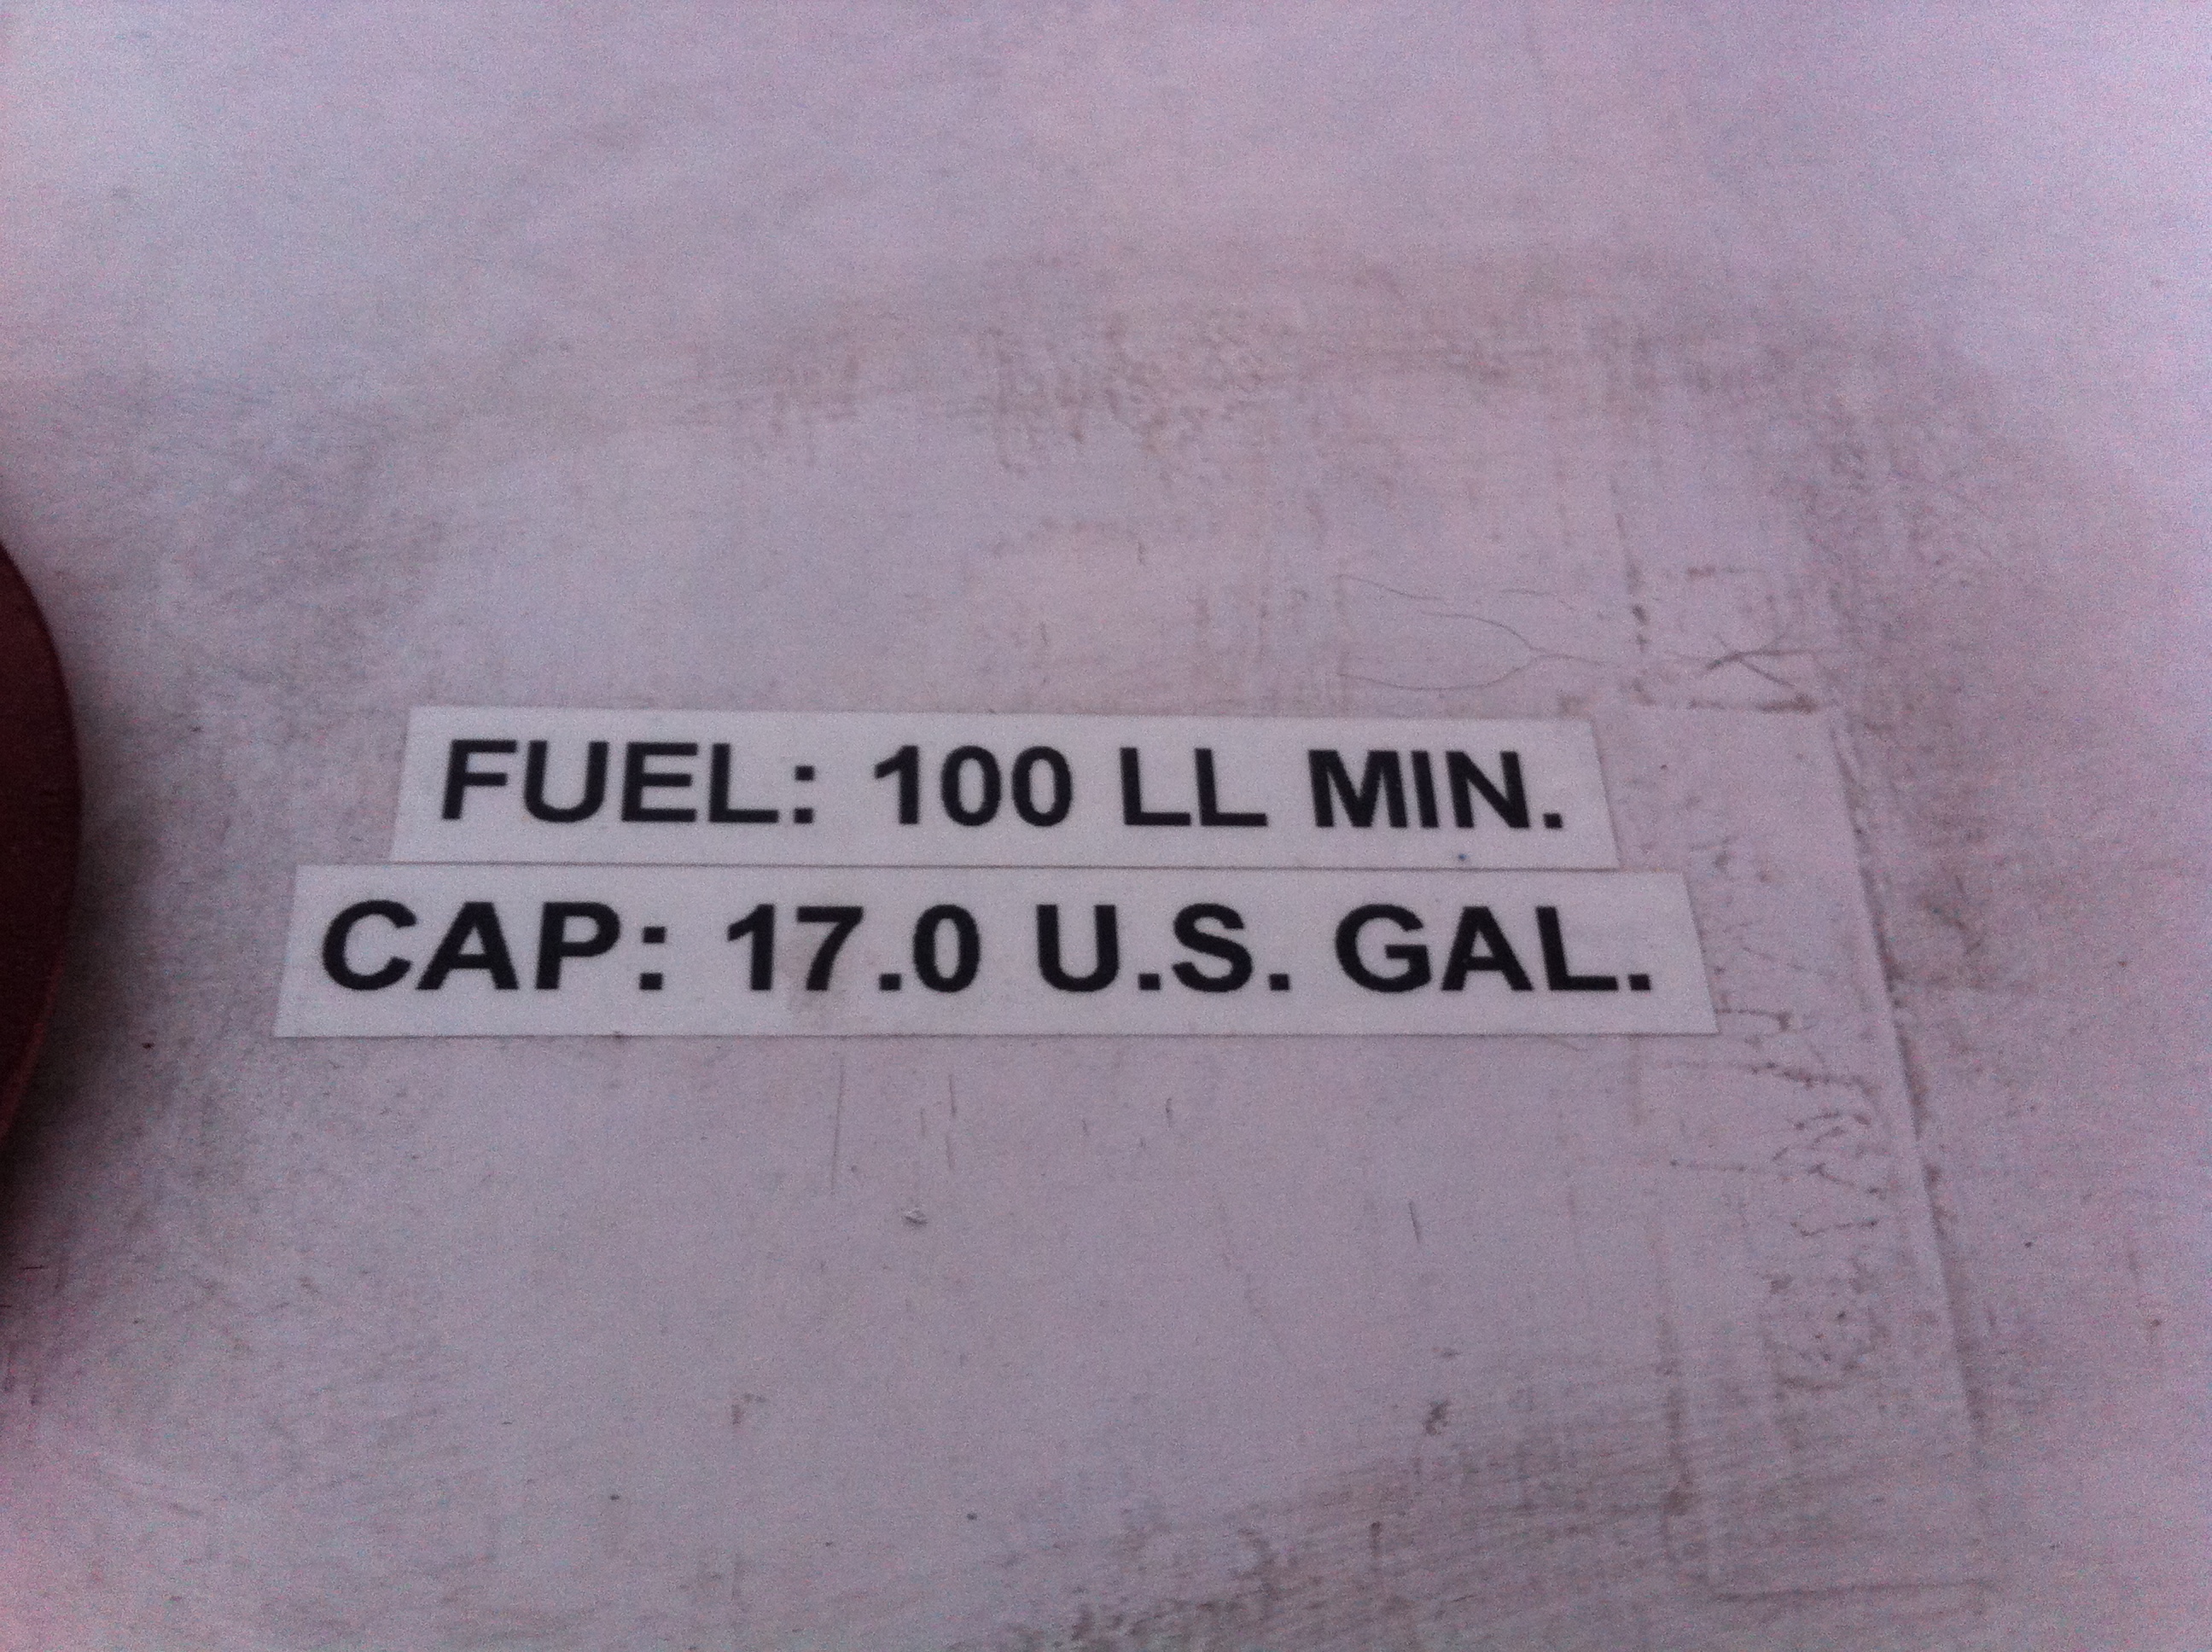 FUEL: 100 LL MIN.
CAP: 17.0 U.S. GAL.